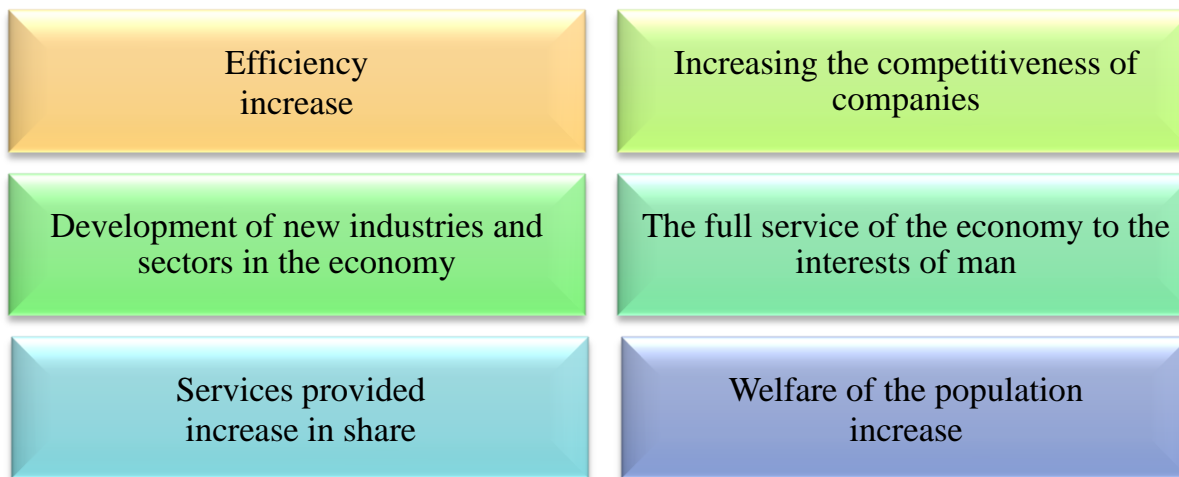 Efficiency
increase
Increasing the competitiveness of
companies
Development of new industries and
sectors in the economy
The full service of the economy to the
interests of man
Services provided
increase in share
Welfare of the population
increase